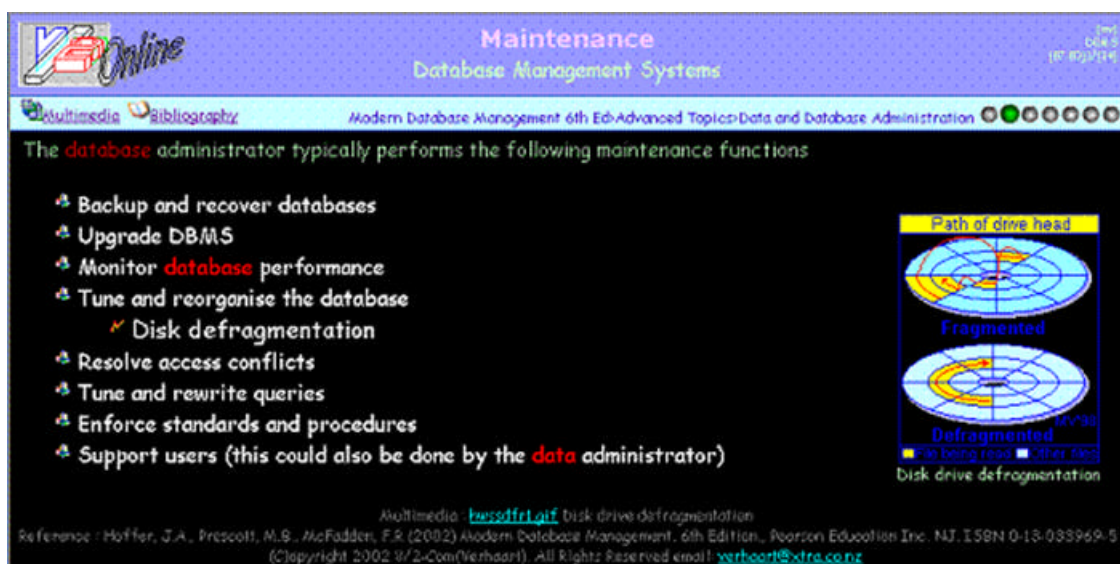 Online
Maintenance
Database Management Systems
Multimedia Bibliography
Modern Database Management 6th Ed>Advanced Topics>Data and Database Administration
The database administrator typically performs the following maintenance functions
Backup and recover databases
Upgrade DBMS
Monitor database performance
Tune and reorganise the database
Disk defragmentation
Resolve access conflicts
Tune and rewrite queries
Enforce standards and procedures
Support users (this could also be done by the data administrator)
Path of drive head
Fragmented
MV'98
Defragmented
File being read Other files
Disk drive defragmentation
Multimedia : hwssdfrt.gif Disk drive defragmentation
Reference : Hoffer, J.A., Prescott, M.B., McFadden, F.R (2002) Modern Database Management, 6th Edition., Pearson Education Inc. NJ. ISBN 0-13-033969-5
(C)opyright 2002 V/2-Com(Verhaart). All Rights Reserved email: verhaart@xtra.co.nz